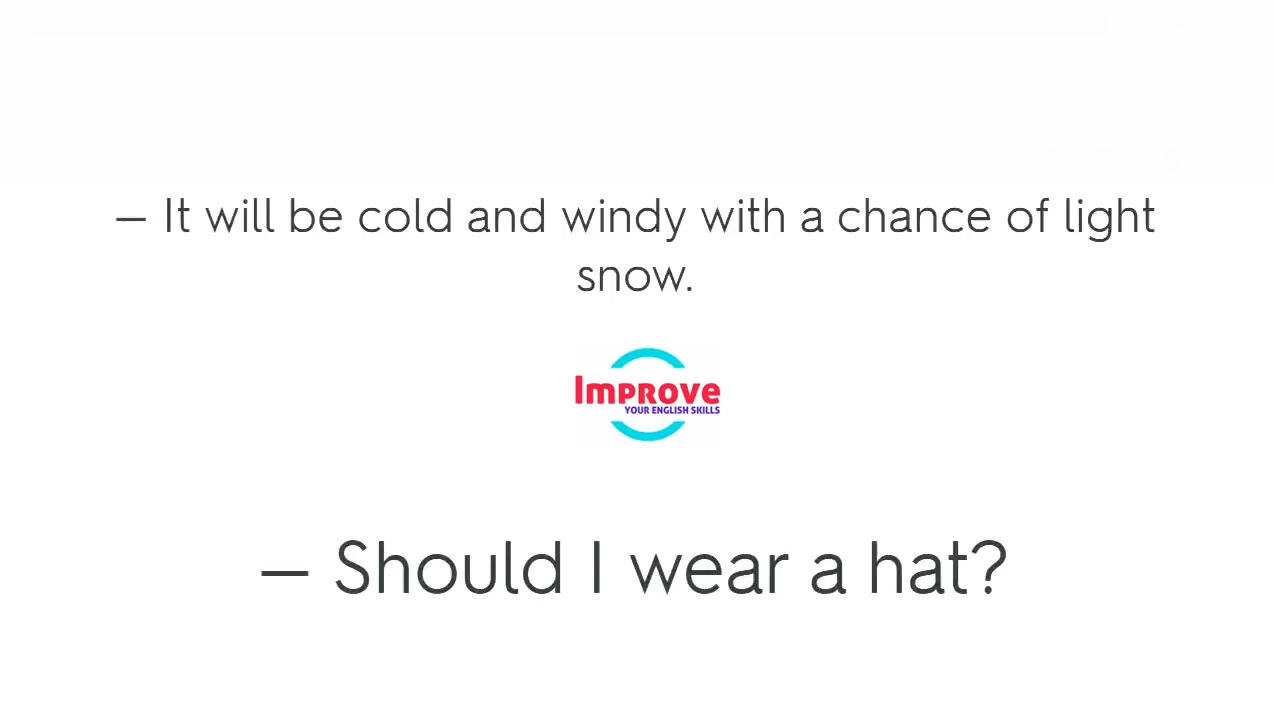 — It will be cold and windy with a chance of light
snow.
Improve
YOUR ENGLISH SKILLS
— Should I wear a hat?